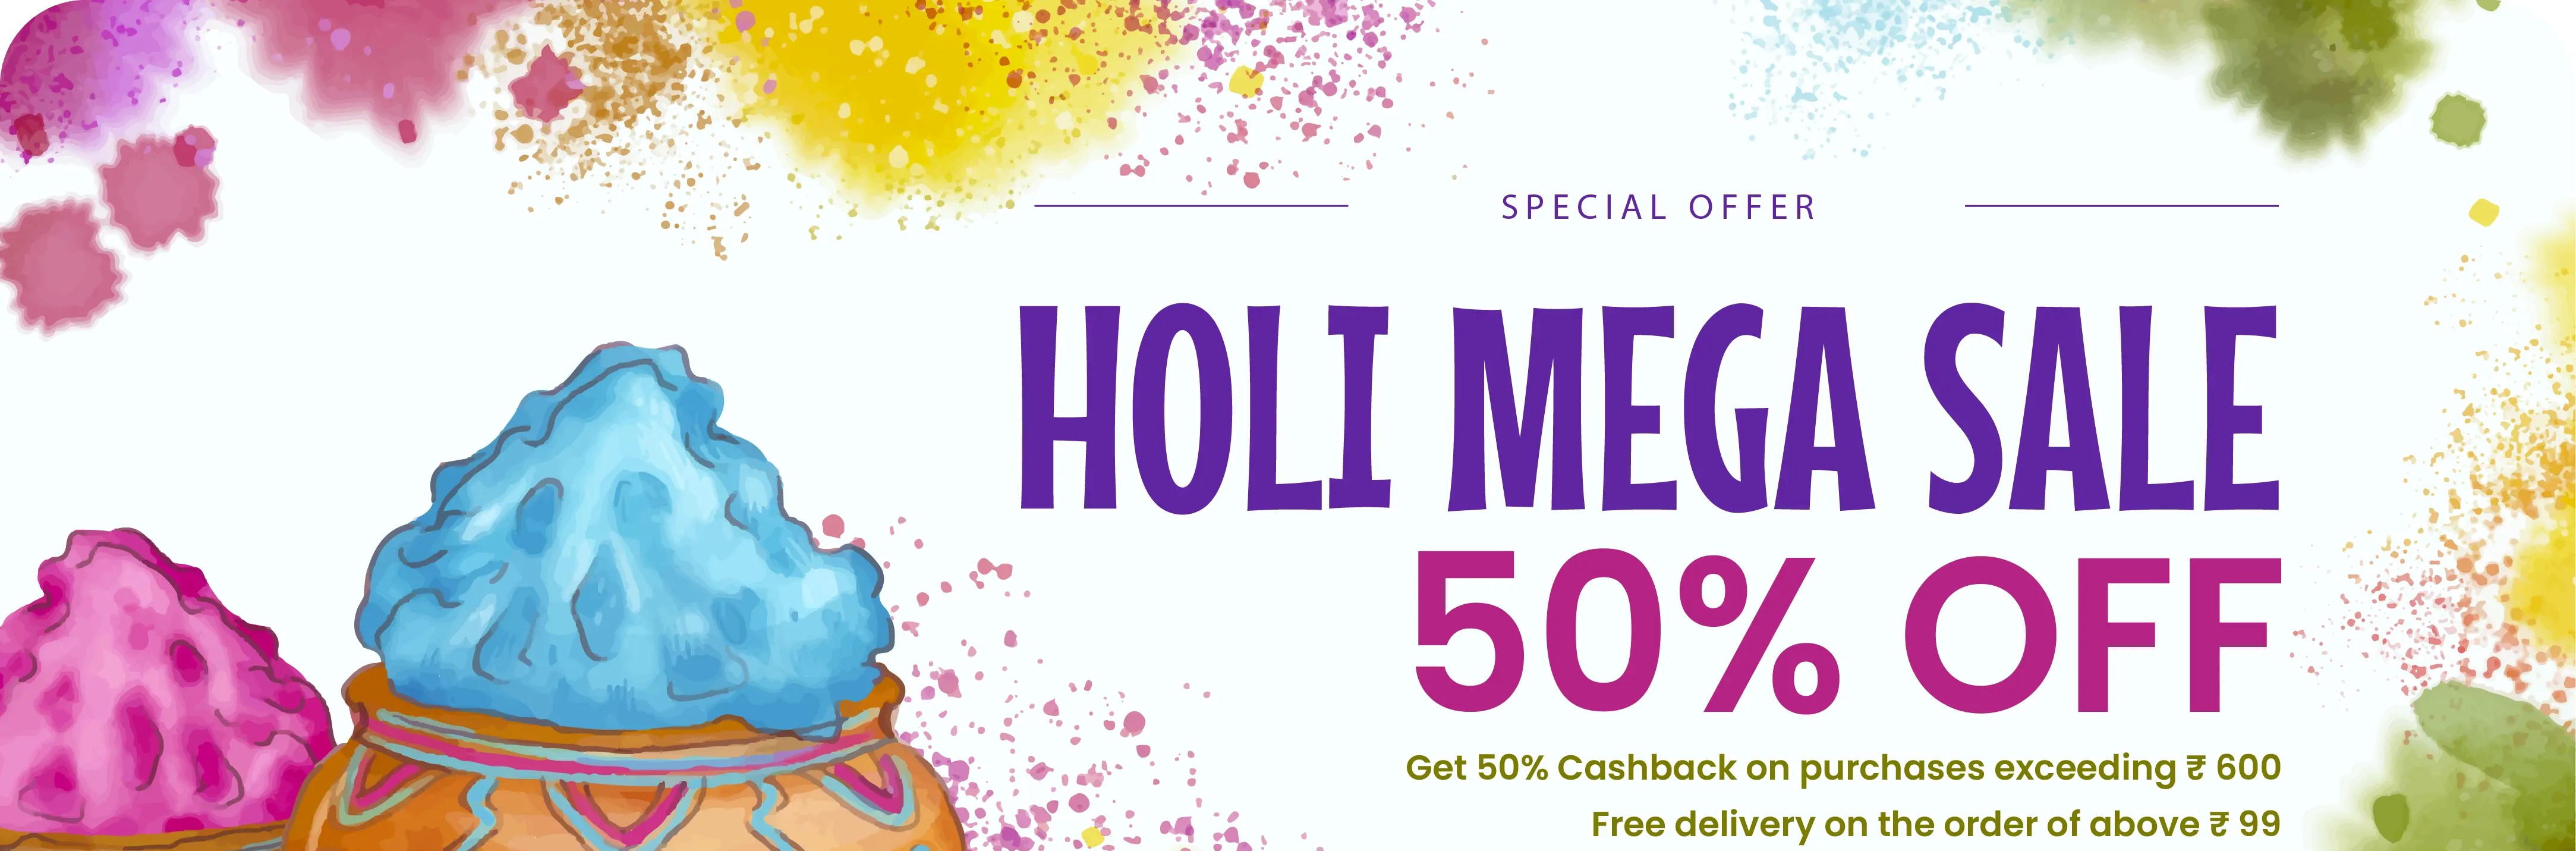 SPECIAL OFFER
HOLI MEGA SALE
50% OFF
Get 50% Cashback on purchases exceeding ₹ 600
Free delivery on the order of above ₹ 99